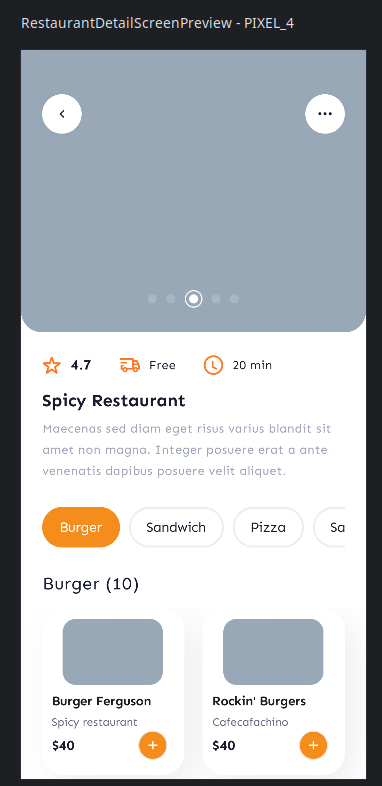 RestaurantDetailScreenPreview - PIXEL_4
4.7 Free 20 min
Spicy Restaurant
Maecenas sed diam eget risus varius blandit sit
amet non magna. Integer posuere erat a ante
venenatis dapibus posuere velit aliquet.
Burger Sandwich Pizza Sa
Burger (10)
Burger Ferguson
Spicy restaurant
$40
Rockin' Burgers
Cafecafachino
$40